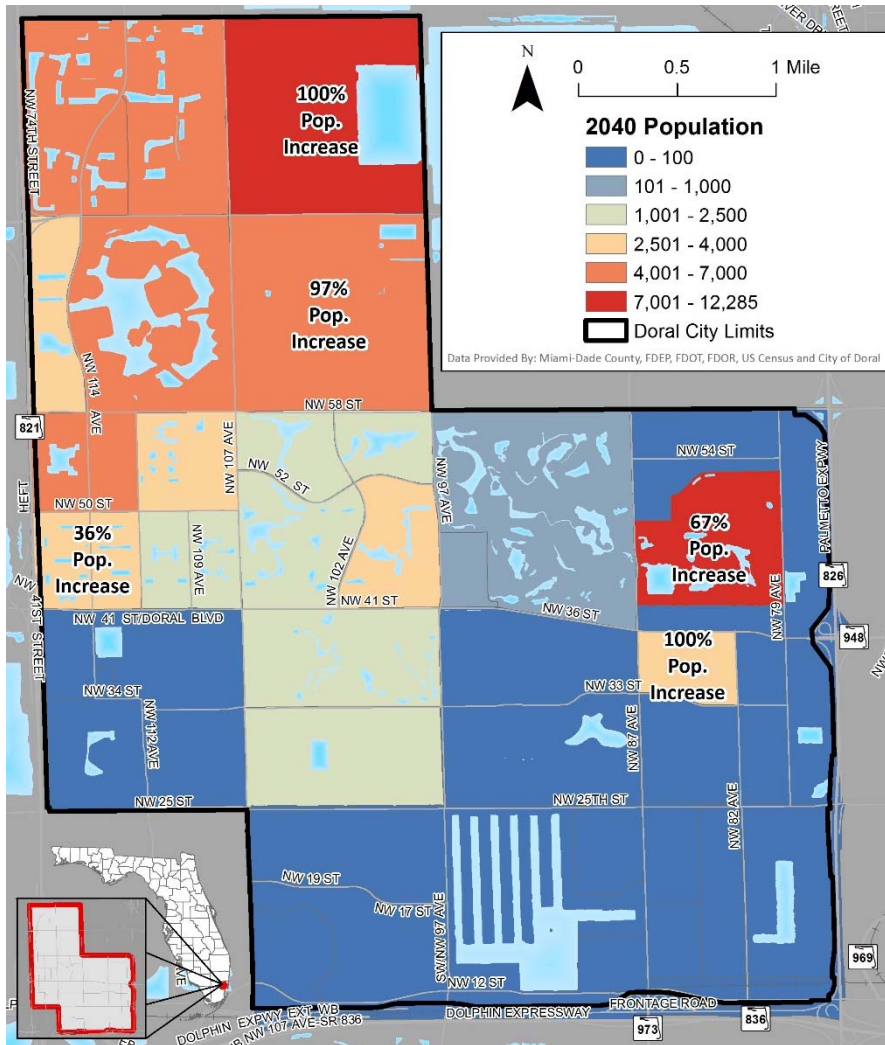 N
0 0.5 1 Mile
2040 Population
0 - 100
101 - 1,000
1,001 - 2,500
2,501 - 4,000
4,001 - 7,000
7,001 - 12,285
Doral City Limits
Data Provided By: Miami-Dade County, FDEP, FDOT, FDOR, US Census and City of Doral
NW 74TH STREET
100%
Pop.
Increase
97%
Pop.
Increase
NW 114 AVE
NW 58 ST
821
HEFT
NW 107 AVE
NW 52 ST
NW 97 AVE
NW 54 ST
PALMETTO EXPWY
NW 50 ST
36%
Pop.
Increase
NW 109 AVE
NW 102 AVE
67%
Pop.
Increase
NW 79 AVE
826
NW 41ST STREET
NW 41 ST/DORAL BLVD
NW 41 ST
NW 36 ST
948
100%
Pop.
Increase
NW 34 ST
NW 33 ST
NW 112 AVE
NW 87 AVE
NW 25 ST
NW 25TH ST
NW 82 AVE
NW 19 ST
NW 17 ST
SW/NW 97 AVE
NW 12 ST
969
AVE
DOLPHIN EXPWY EXT WB
NW 107 AVE-SR 836
DOLPHIN EXPRESSWAY
FRONTAGE ROAD
973
836